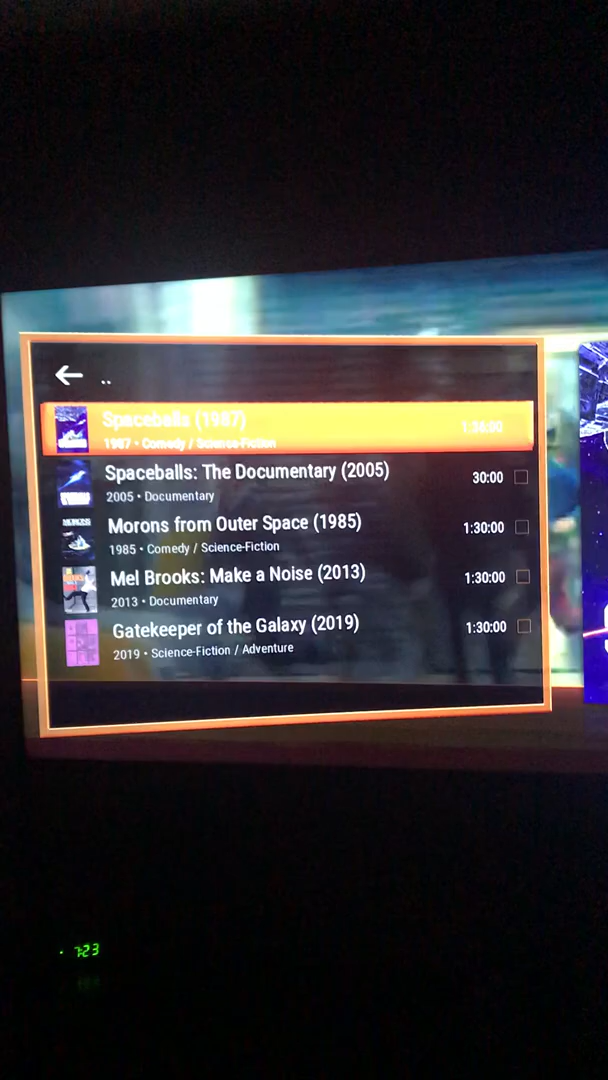 ..
Spaceballs (1987)
1987 • Comedy / Science-Fiction
Spaceballs: The Documentary (2005)
30:00
2005 • Documentary
Morons from Outer Space (1985)
1:30:00
1985 • Comedy / Science-Fiction
Mel Brooks: Make a Noise (2013)
1:30:00
2013 • Documentary
Gatekeeper of the Galaxy (2019)
1:30:00
2019 • Science-Fiction / Adventure
7:23